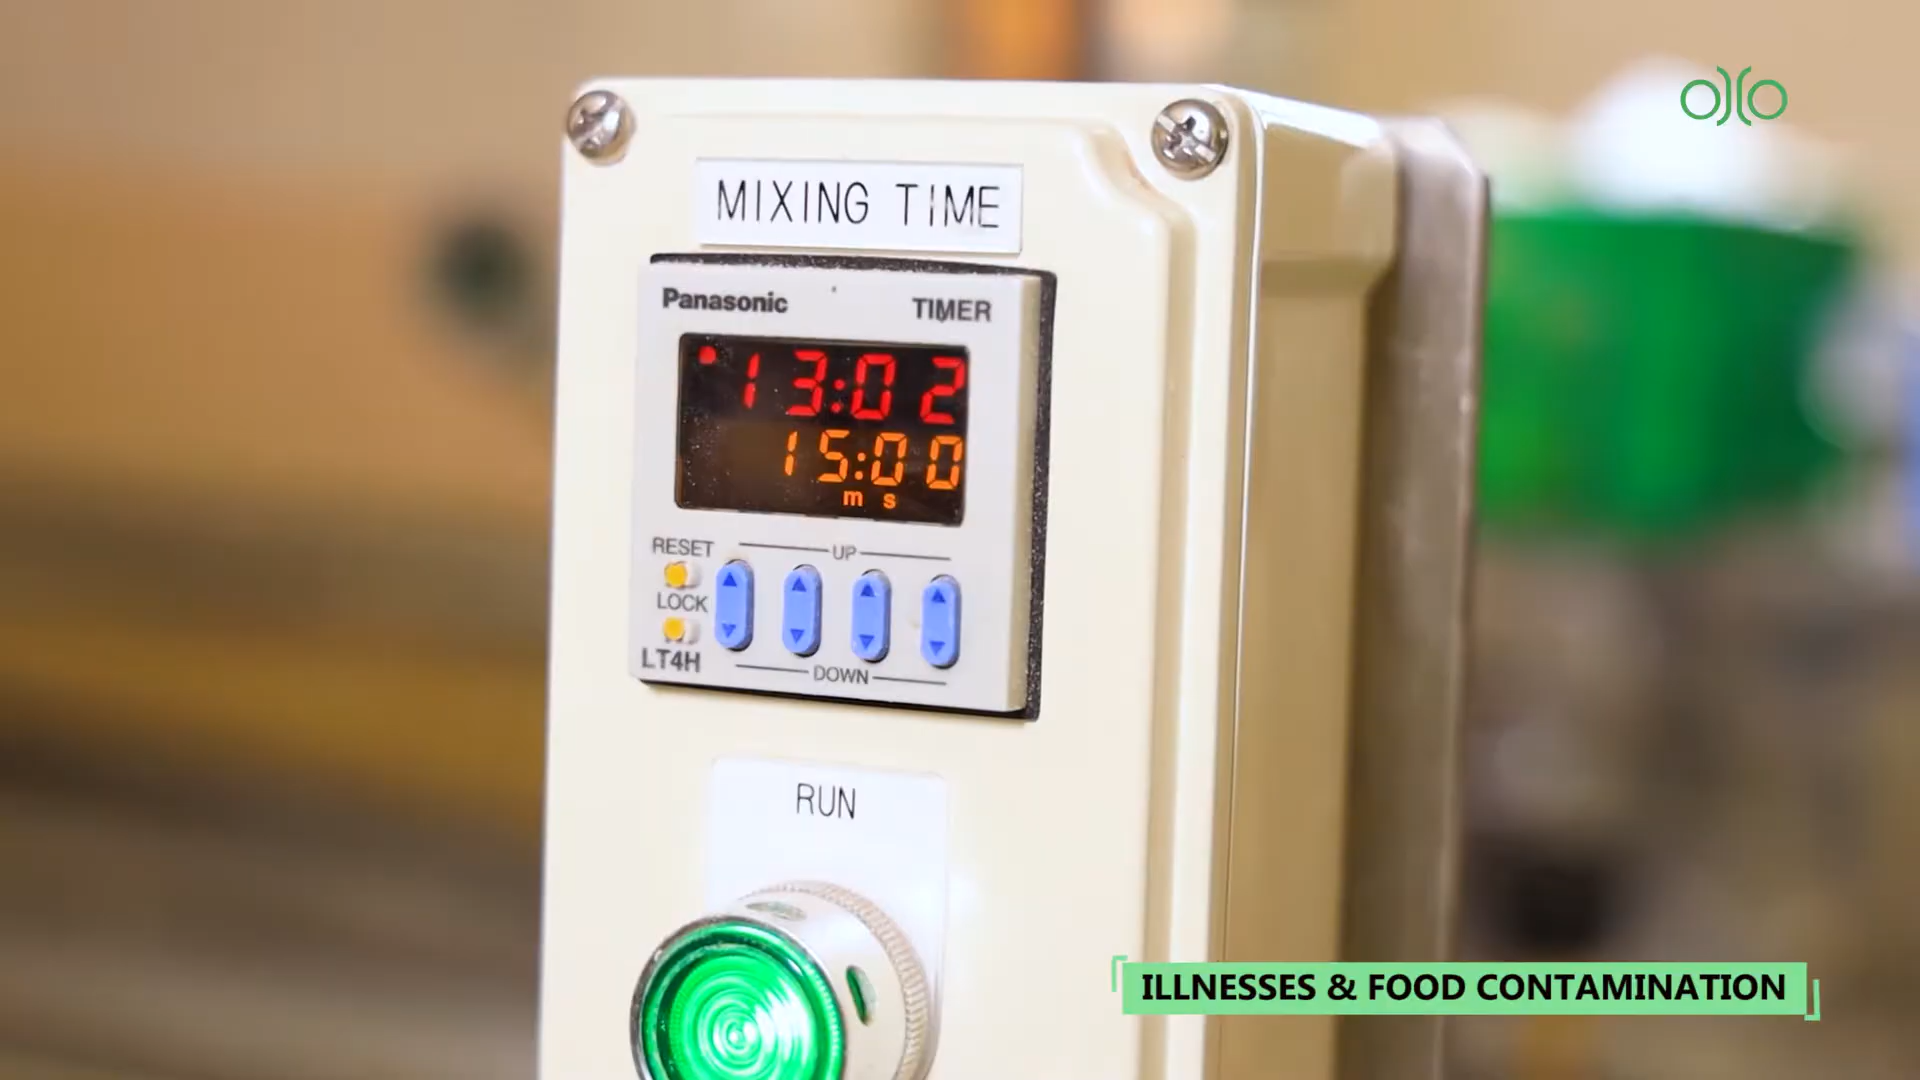 MIXING TIME
Panasonic TIMER
13:02
15:00
m s
RESET
UP
LOCK
LT4H
DOWN
RUN
ILLNESSES & FOOD CONTAMINATION